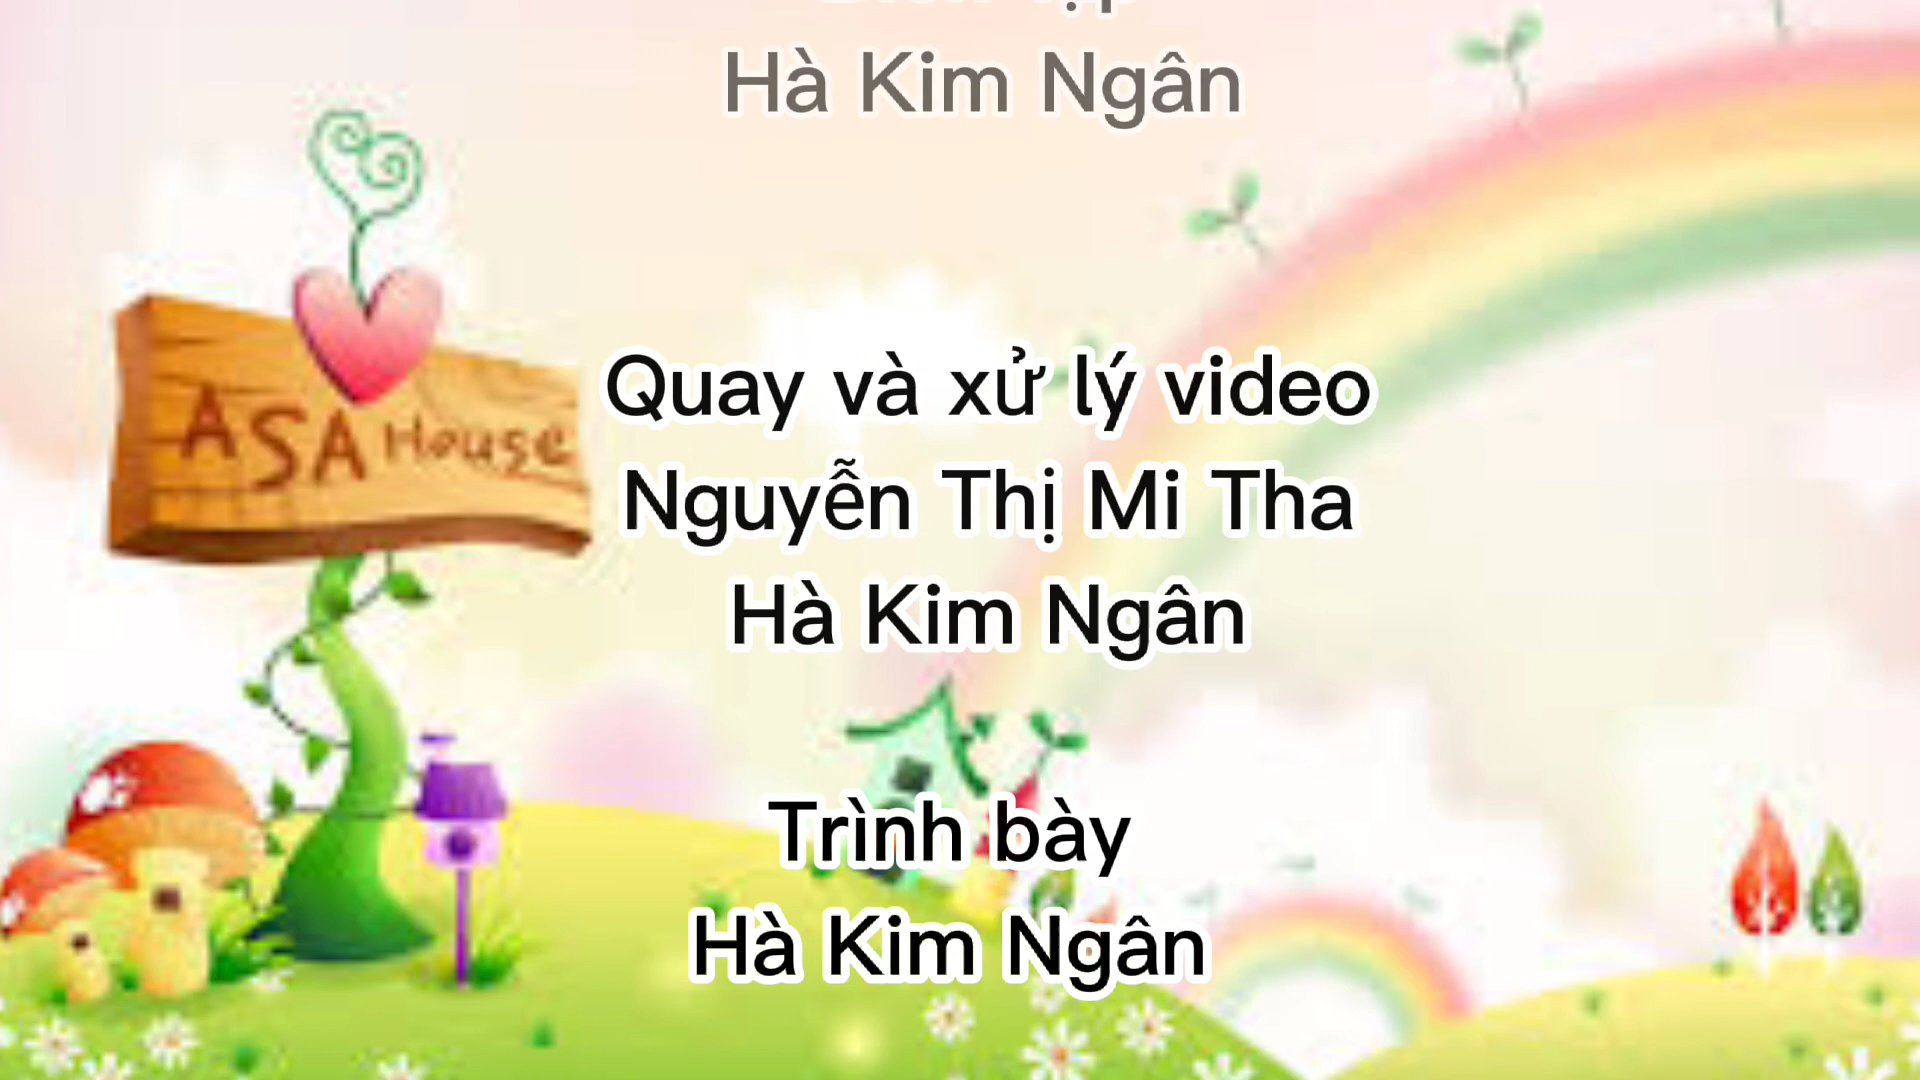 Hà Kim Ngân
ASA House
Quay và xử lý video
Nguyễn Thị Mi Tha
Hà Kim Ngân
Trình bày
Hà Kim Ngân